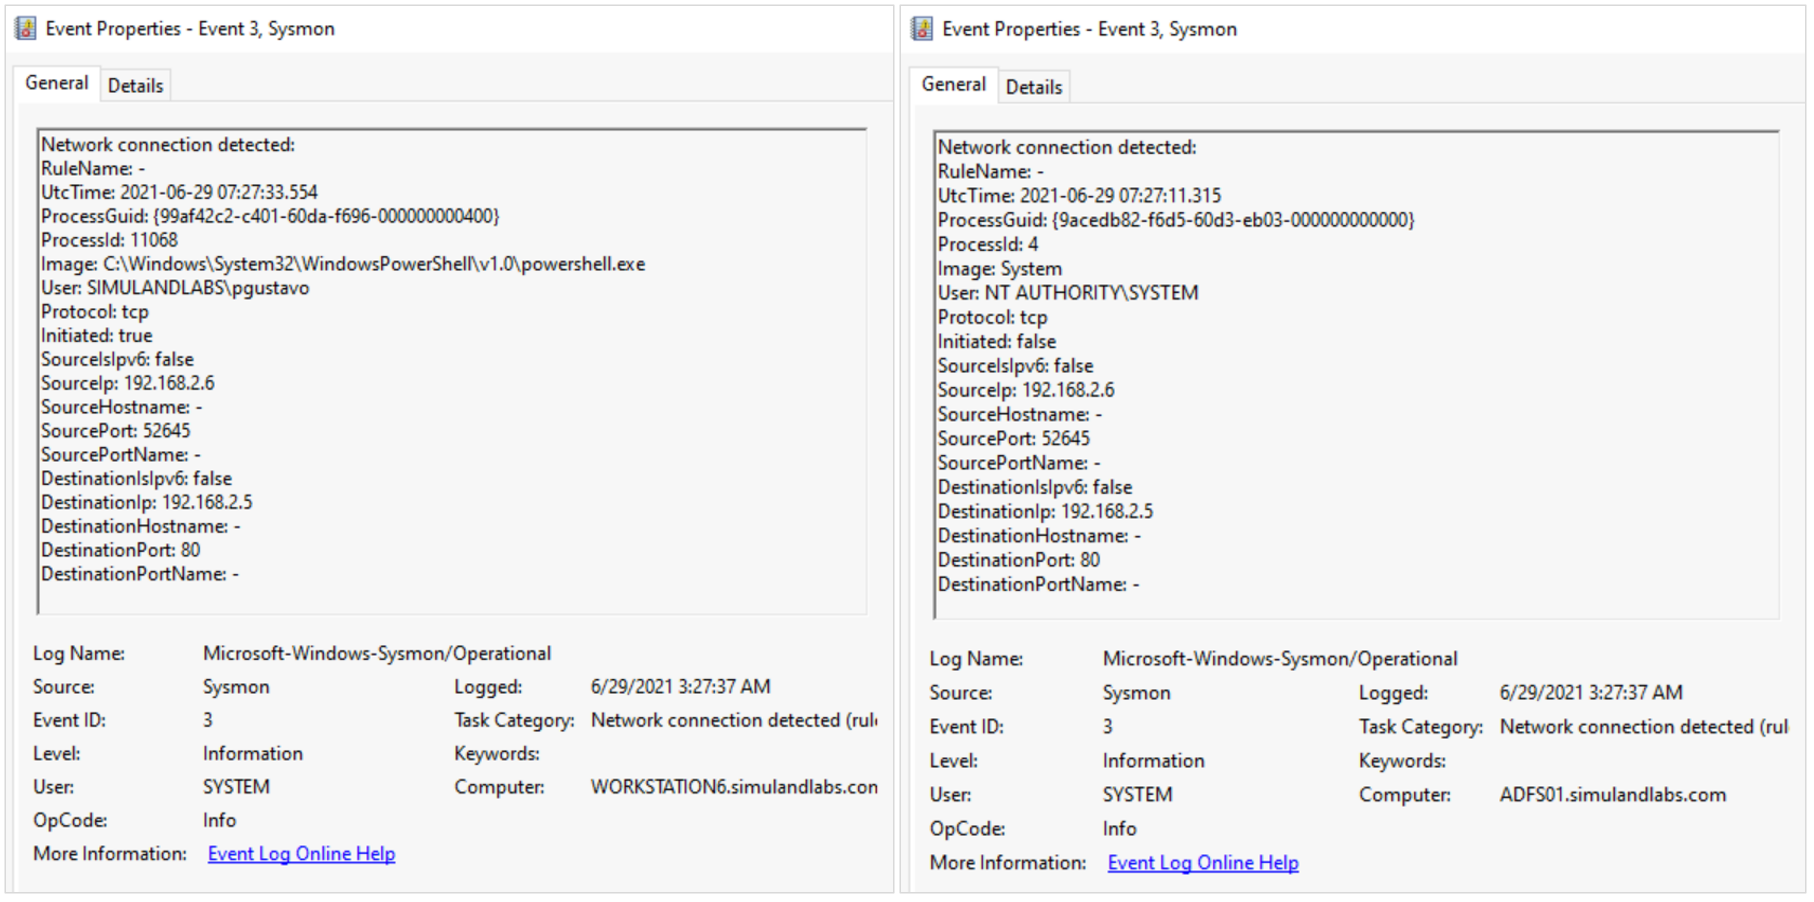 Event Properties - Event 3, Sysmon
General
Details
Network connection detected:
RuleName: -
UtcTime: 2021-06-29 07:27:33.554
ProcessGuid: {99af42c2-c401-60da-f696-000000000400}
ProcessId: 11068
Image: C:\Windows\System32\WindowsPowerShell\v1.0\powershell.exe
User: SIMULANDLABS\pgustavo
Protocol: tcp
Initiated: true
SourceIsIpv6: false
SourceIp: 192.168.2.6
SourceHostname: -
SourcePort: 52645
SourcePortName: -
DestinationIsIpv6: false
DestinationIp: 192.168.2.5
DestinationHostname: -
DestinationPort: 80
DestinationPortName: -
Log Name: Microsoft-Windows-Sysmon/Operational
Source: Sysmon Logged: 6/29/2021 3:27:37 AM
Event ID: 3 Task Category: Network connection detected (rul
Level: Information Keywords:
User: SYSTEM Computer: WORKSTATION6.simulandlabs.con
OpCode: Info
More Information: Event Log Online Help
Event Properties - Event 3, Sysmon
General
Details
Network connection detected:
RuleName: -
UtcTime: 2021-06-29 07:27:11.315
ProcessGuid: {9acedb82-f6d5-60d3-eb03-000000000000}
ProcessId: 4
Image: System
User: NT AUTHORITY\SYSTEM
Protocol: tcp
Initiated: false
SourceIsIpv6: false
SourceIp: 192.168.2.6
SourceHostname: -
SourcePort: 52645
SourcePortName: -
DestinationIsIpv6: false
DestinationIp: 192.168.2.5
DestinationHostname: -
DestinationPort: 80
DestinationPortName: -
Log Name: Microsoft-Windows-Sysmon/Operational
Source: Sysmon Logged: 6/29/2021 3:27:37 AM
Event ID: 3 Task Category: Network connection detected (rul
Level: Information Keywords:
User: SYSTEM Computer: ADFS01.simulandlabs.com
OpCode: Info
More Information: Event Log Online Help